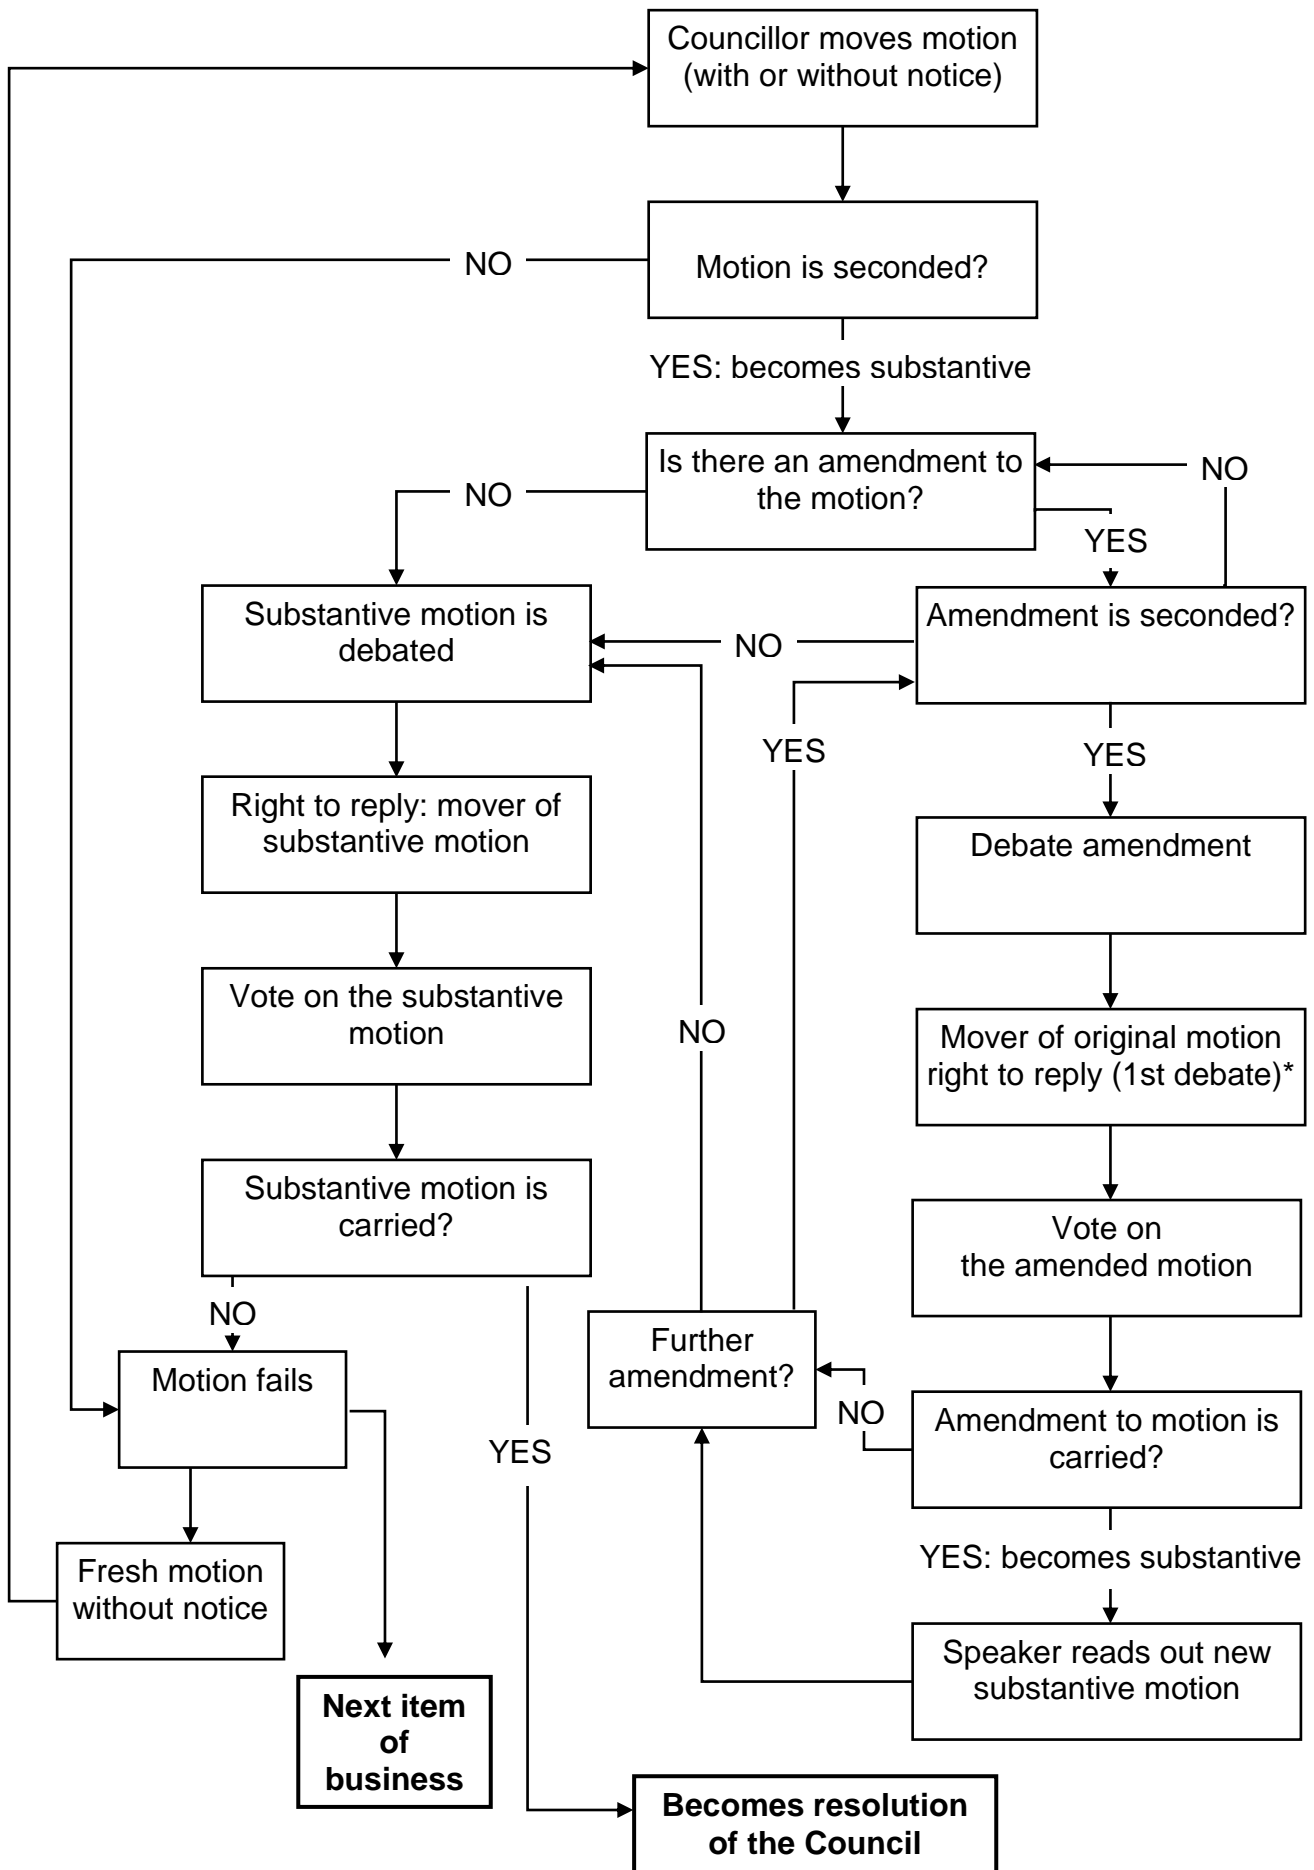 Councillor moves motion
(with or without notice)
NO
Motion is seconded?
YES: becomes substantive
Is there an amendment to
the motion?
NO
NO
YES
Substantive motion is
debated
NO
Amendment is seconded?
YES
YES
Right to reply: mover of
substantive motion
Debate amendment
Vote on the substantive
motion
NO
Mover of original motion
right to reply (1st debate)*
Substantive motion is
carried?
Vote on
the amended motion
NO
Further
amendment?
Motion fails
NO
Amendment to motion is
carried?
YES
YES: becomes substantive
Fresh motion
without notice
Speaker reads out new
substantive motion
Next item
of
business
Becomes resolution
of the Council